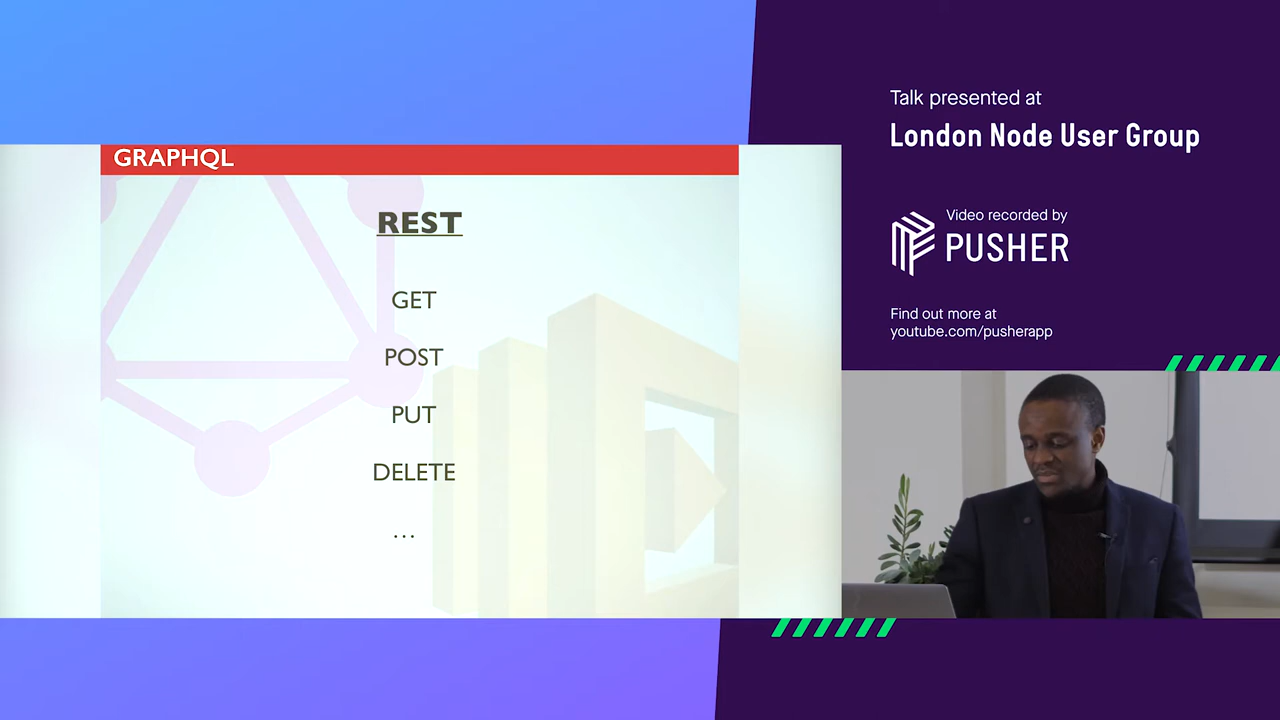 GRAPHQL
REST
GET
POST
PUT
DELETE
...
Talk presented at
London Node User Group
Video recorded by
PUSHER
Find out more at
youtube.com/pusherapp